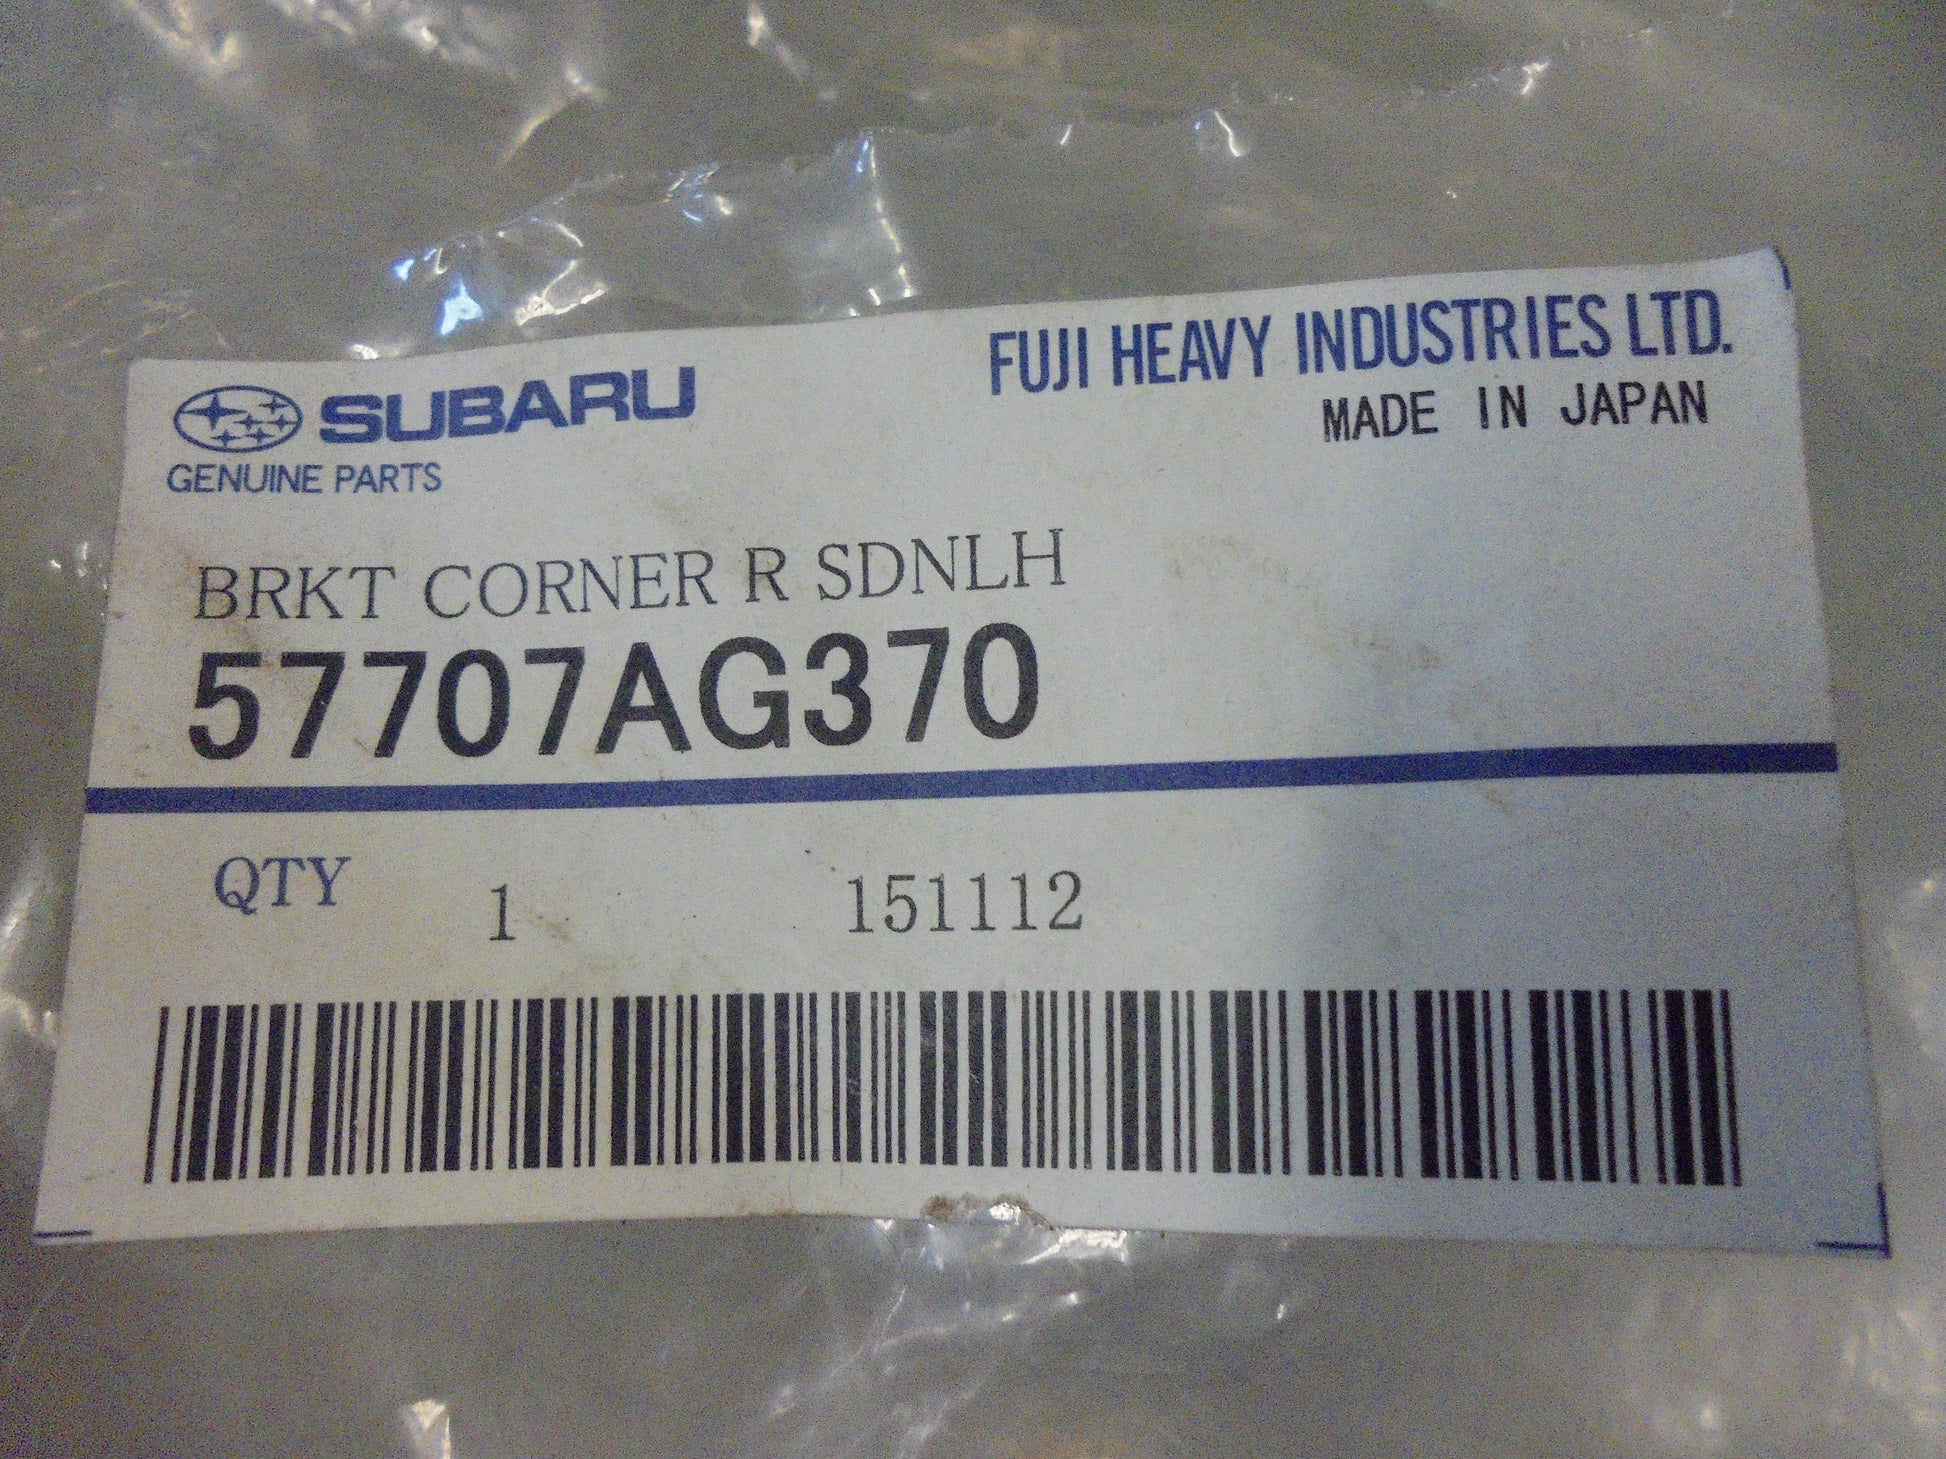 SUBARU
GENUINE PARTS
FUJI HEAVY INDUSTRIES LTD.
MADE IN JAPAN
BRKT CORNER R SDNLH
57707AG370
QTY 1 151112